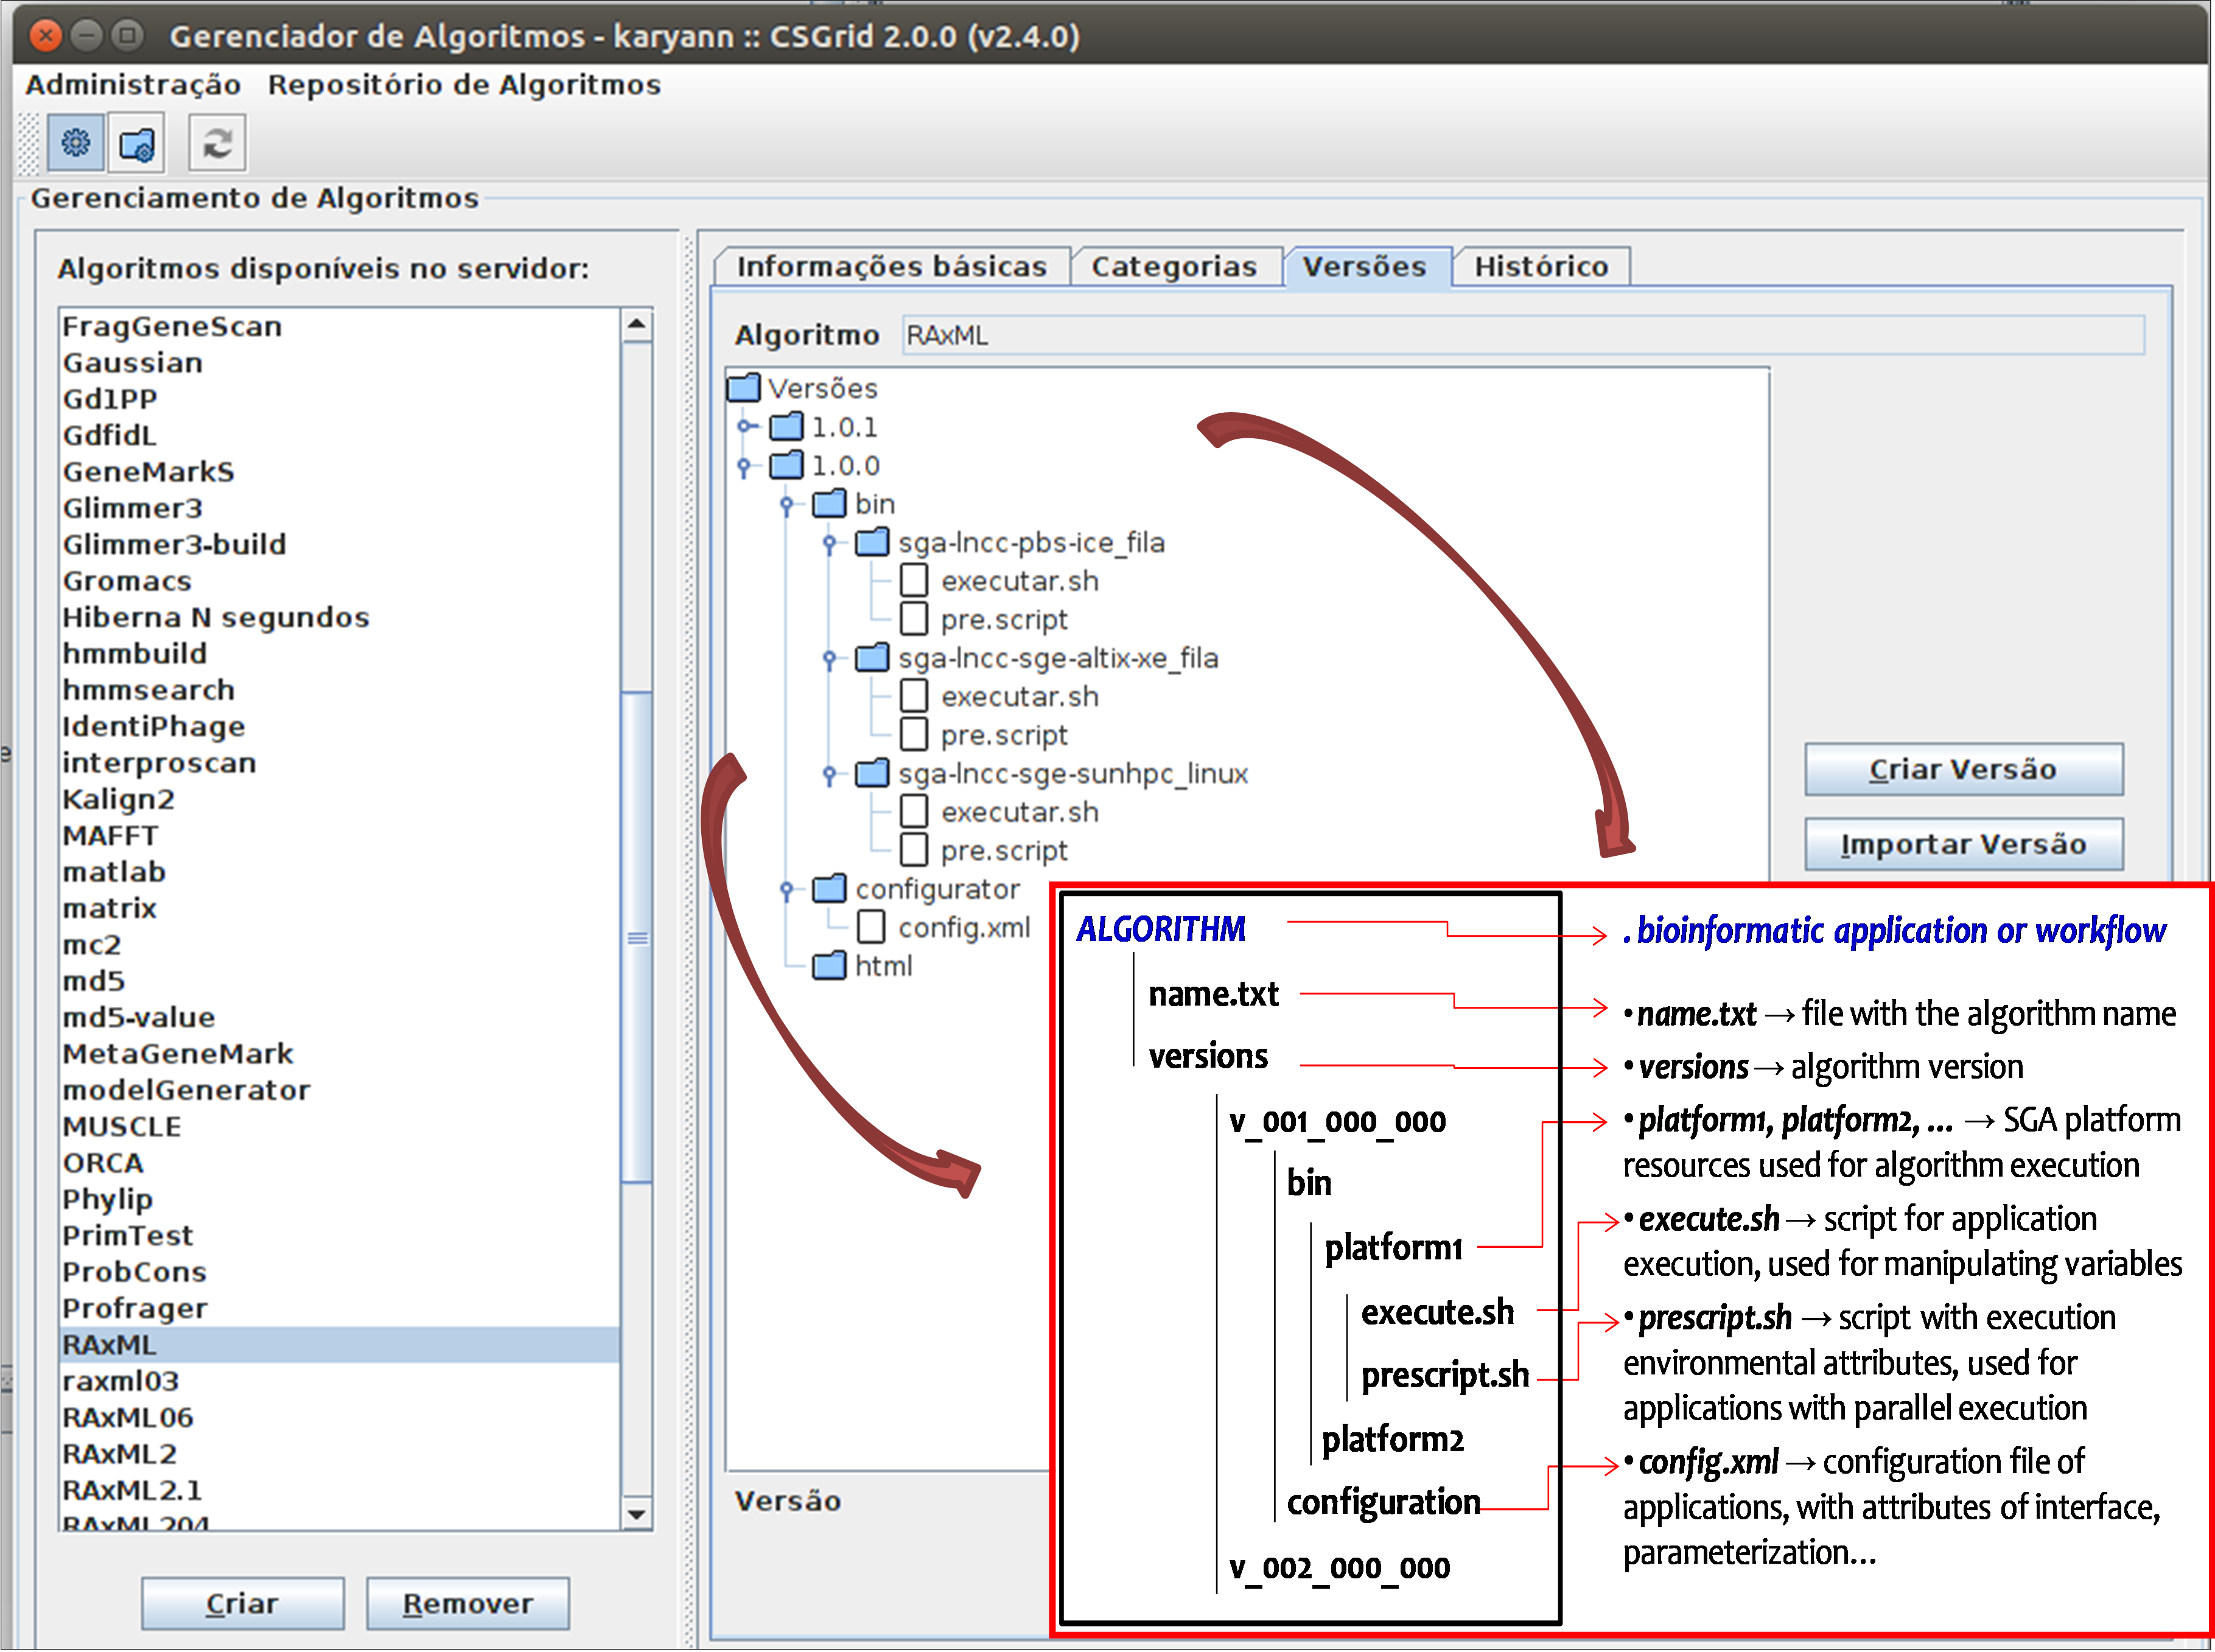 Gerenciador de Algoritmos - karyann :: CSGrid 2.0.0 (v2.4.0)
Administração Repositório de Algoritmos
Gerenciamento de Algoritmos
Algoritmos disponíveis no servidor:
FragGeneScan
Gaussian
Gd1PP
GdfidL
GeneMarkS
Glimmer3
Glimmer3-build
Gromacs
Hiberna N segundos
hmmbuild
hmmsearch
IdentiPhage
interproscan
Kalign2
MAFFT
matlab
matrix
mc2
md5
md5-value
MetaGeneMark
modelGenerator
MUSCLE
ORCA
Phylip
PrimTest
ProbCons
Profrager
RAxML
raxml03
RAxML06
RAxML2
RAxML2.1
RAxML204
Criar Remover
Informações básicas Categorias Versões Histórico
Algoritmo RAxML
Versões
1.0.1
1.0.0
bin
sga-lncc-pbs-ice_fila
executar.sh
pre.script
sga-lncc-sge-altix-xe_fila
executar.sh
pre.script
sga-lncc-sge-sunhpc_linux
executar.sh
pre.script
configurator
config.xml
html
Criar Versão
Importar Versão
Versão
ALGORITHM
name.txt
versions
v_001_000_000
bin
platform1
execute.sh
prescript.sh
platform2
configuration
v_002_000_000
. bioinformatic application or workflow
• name.txt → file with the algorithm name
• versions → algorithm version
• platform1, platform2, ... → SGA platform
resources used for algorithm execution
• execute.sh → script for application
execution, used for manipulating variables
• prescript.sh → script with execution
environmental attributes, used for
applications with parallel execution
• config.xml → configuration file of
applications, with attributes of interface,
parameterization...